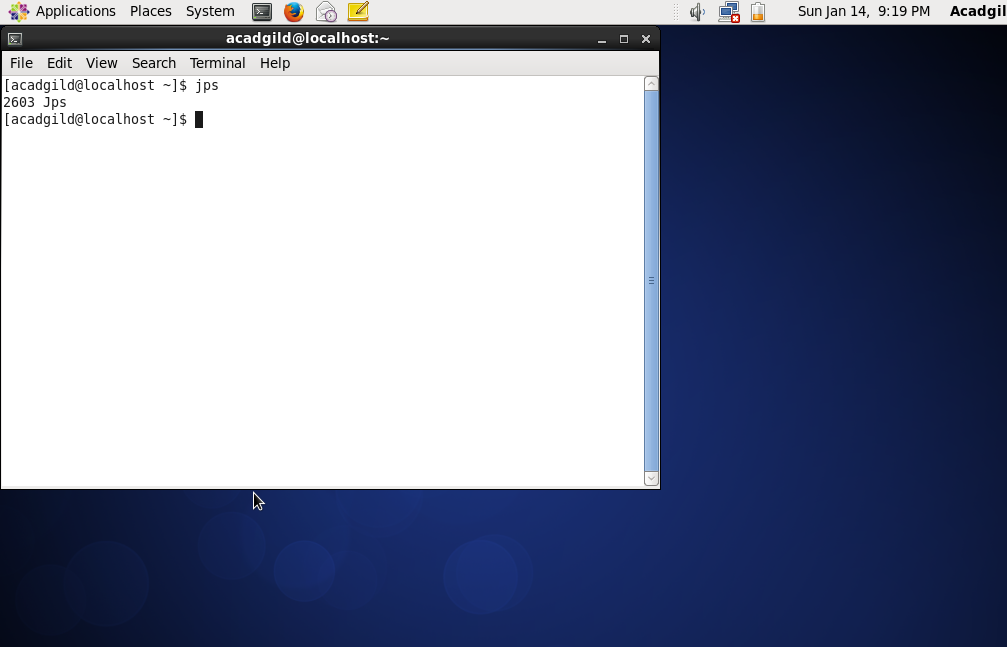 Applications Places System Sun Jan 14, 9:19 PM Acadgil
acadgild@localhost:~
File Edit View Search Terminal Help
[acadgild@localhost ~]$ jps
2603 Jps
[acadgild@localhost ~]$